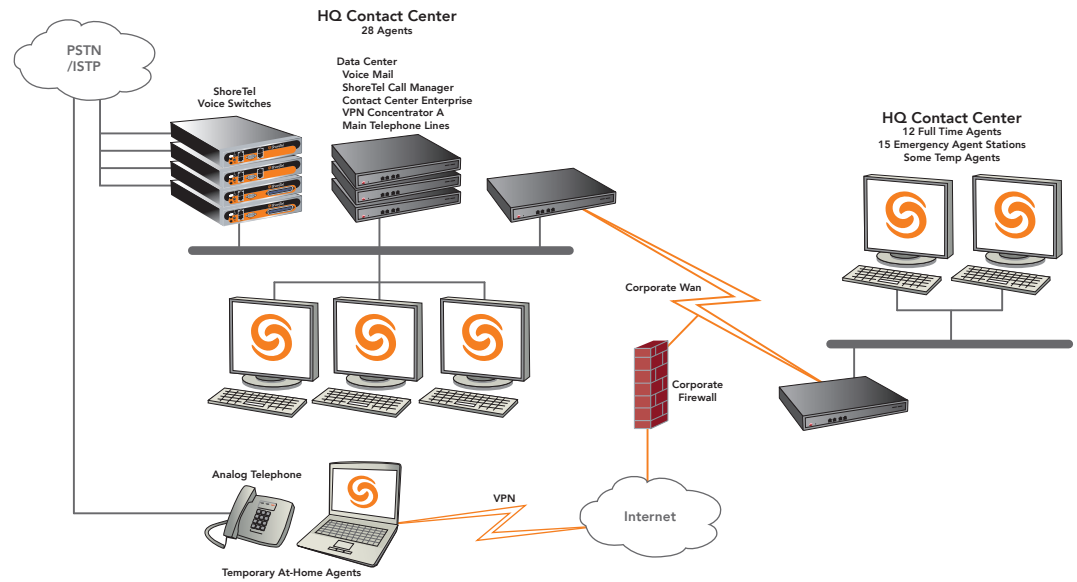 HQ Contact Center
28 Agents
PSTN
/ISTP
Data Center
Voice Mail
ShoreTel Call Manager
Contact Center Enterprise
VPN Concentrator A
Main Telephone Lines
ShoreTel
Voice Switches
HQ Contact Center
12 Full Time Agents
15 Emergency Agent Stations
Some Temp Agents
Corporate Wan
Corporate
Firewall
Analog Telephone
VPN
Internet
Temporary At-Home Agents